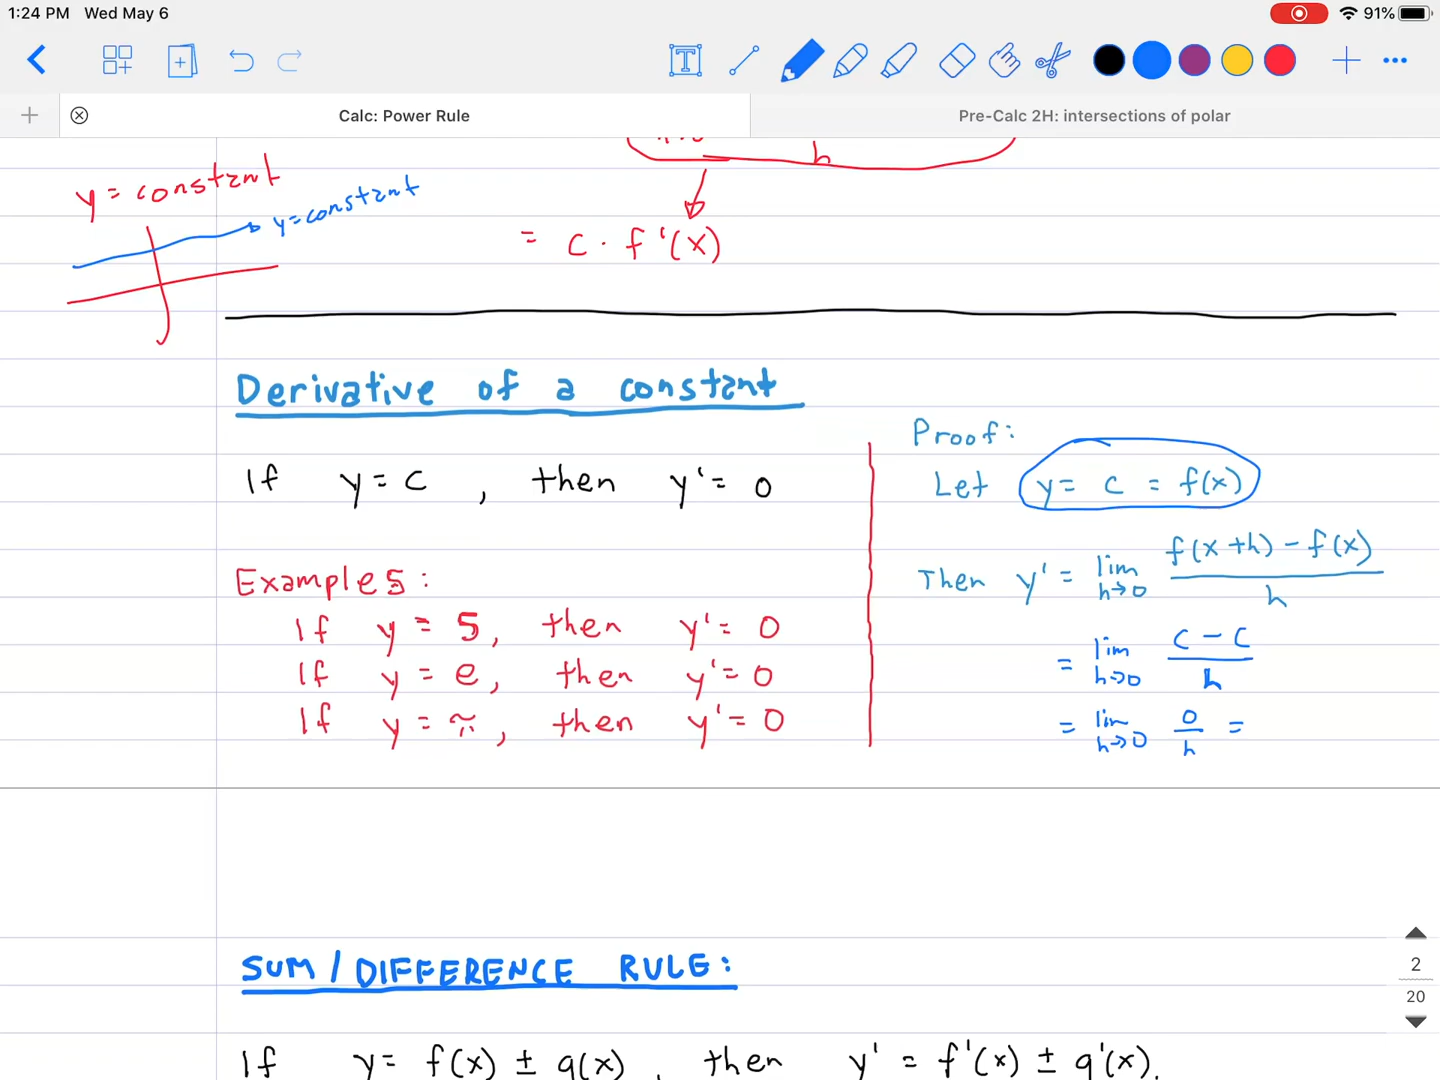 1:24 PM Wed May 6
91%
Calc: Power Rule
Pre-Calc 2H: intersections of polar
h
y = constant
y = constant
= c · f'(x)
Derivative of a constant
If y = c , then y' = 0
Examples:
If y = 5, then y' = 0
If y = e, then y' = 0
If y = π, then y' = 0
Proof:
Let y = c = f(x)
Then y' = lim h→0 f(x+h) - f(x) / h
= lim h→0 c - c / h
= lim h→0 0 / h =
2
20
SUM / DIFFERENCE RULE:
If y = f(x) ± g(x) , then y' = f'(x) ± g'(x).